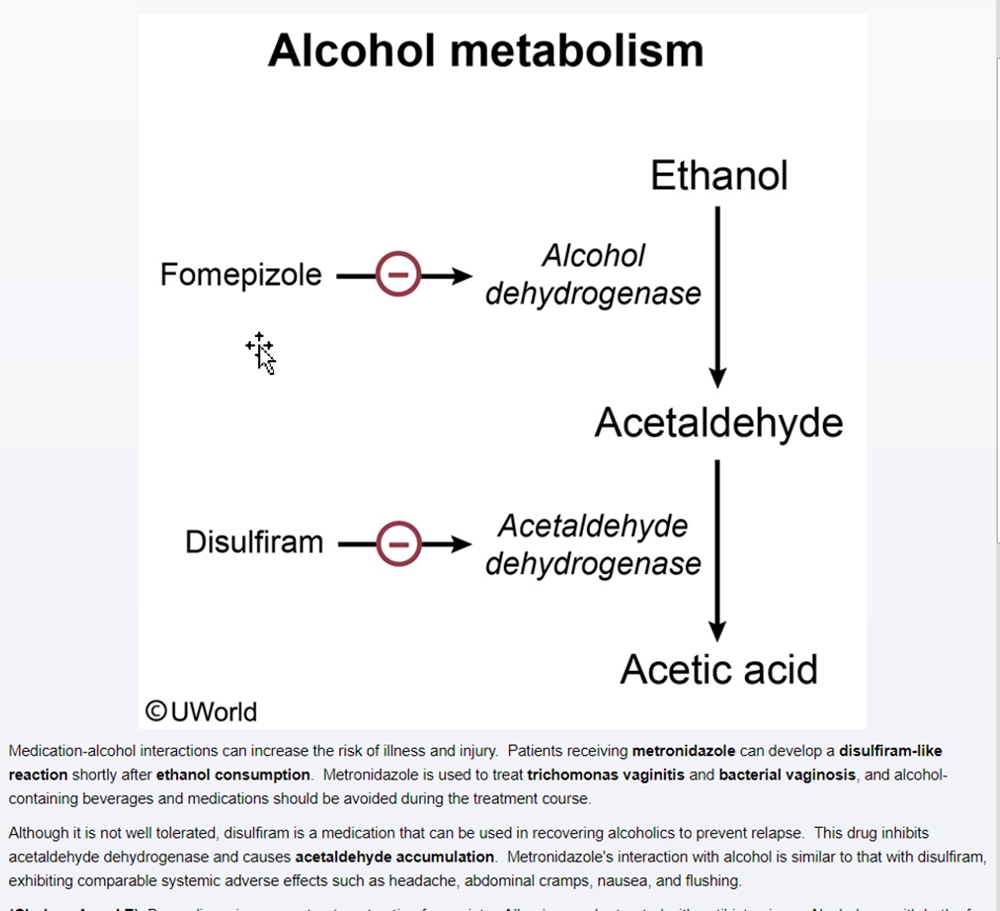 Alcohol metabolism
Ethanol
Fomepizole
Alcohol
dehydrogenase
Acetaldehyde
Disulfiram
Acetaldehyde
dehydrogenase
Acetic acid
©UWorld
Medication-alcohol interactions can increase the risk of illness and injury. Patients receiving metronidazole can develop a disulfiram-like
reaction shortly after ethanol consumption. Metronidazole is used to treat trichomonas vaginitis and bacterial vaginosis, and alcohol-
containing beverages and medications should be avoided during the treatment course.
Although it is not well tolerated, disulfiram is a medication that can be used in recovering alcoholics to prevent relapse. This drug inhibits
acetaldehyde dehydrogenase and causes acetaldehyde accumulation. Metronidazole's interaction with alcohol is similar to that with disulfiram,
exhibiting comparable systemic adverse effects such as headache, abdominal cramps, nausea, and flushing.